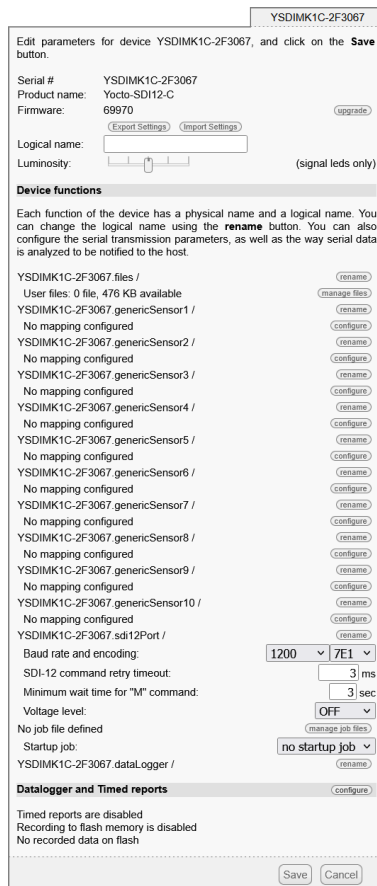 YSDIMK1C-2F3067
Edit parameters for device YSDIMK1C-2F3067, and click on the Save
button.
Serial # YSDIMK1C-2F3067
Product name: Yocto-SDI12-C
Firmware: 69970 upgrade
Export Settings Import Settings
Logical name:
Luminosity: (signal leds only)
Device functions
Each function of the device has a physical name and a logical name. You
can change the logical name using the rename button. You can also
configure the serial transmission parameters, as well as the way serial data
is analyzed to be notified to the host.
YSDIMK1C-2F3067.files / rename
User files: 0 file, 476 KB available manage files
YSDIMK1C-2F3067.genericSensor1 / rename
No mapping configured configure
YSDIMK1C-2F3067.genericSensor2 / rename
No mapping configured configure
YSDIMK1C-2F3067.genericSensor3 / rename
No mapping configured configure
YSDIMK1C-2F3067.genericSensor4 / rename
No mapping configured configure
YSDIMK1C-2F3067.genericSensor5 / rename
No mapping configured configure
YSDIMK1C-2F3067.genericSensor6 / rename
No mapping configured configure
YSDIMK1C-2F3067.genericSensor7 / rename
No mapping configured configure
YSDIMK1C-2F3067.genericSensor8 / rename
No mapping configured configure
YSDIMK1C-2F3067.genericSensor9 / rename
No mapping configured configure
YSDIMK1C-2F3067.genericSensor10 / rename
No mapping configured configure
YSDIMK1C-2F3067.sdi12Port / rename
Baud rate and encoding: 1200 7E1
SDI-12 command retry timeout: 3 ms
Minimum wait time for "M" command: 3 sec
Voltage level: OFF
No job file defined manage job files
Startup job: no startup job
YSDIMK1C-2F3067.dataLogger / rename
Datalogger and Timed reports configure
Timed reports are disabled
Recording to flash memory is disabled
No recorded data on flash
Save Cancel